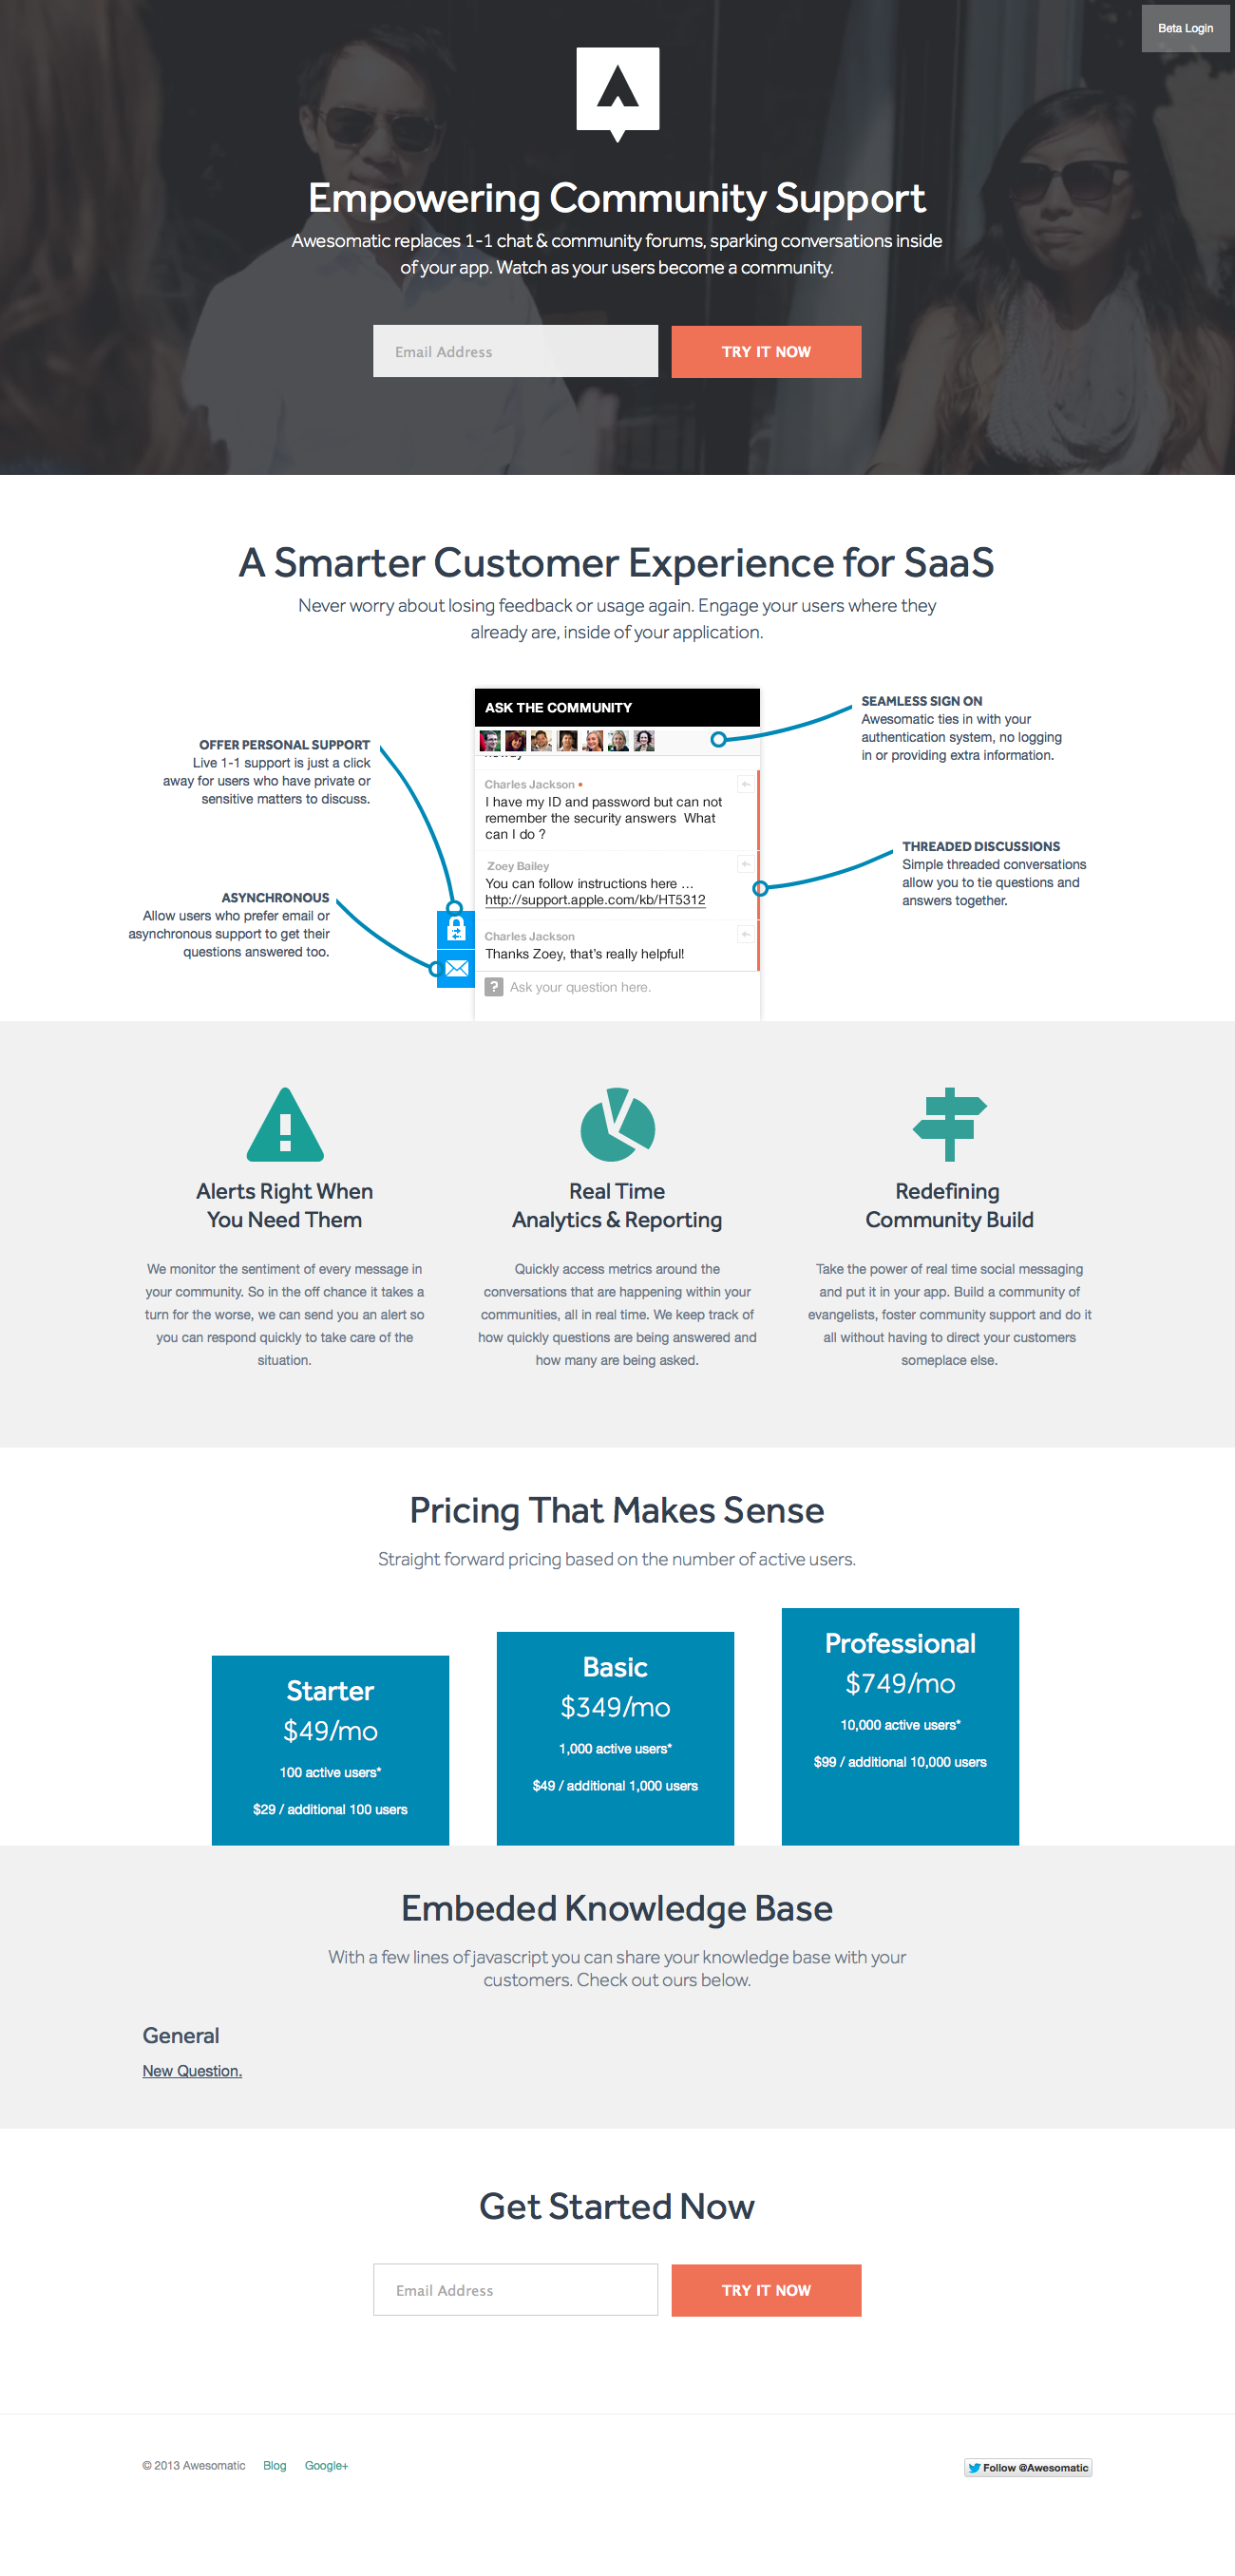 Beta Login
Empowering Community Support
Awesomatic replaces 1-1 chat & community forums, sparking conversations inside
of your app. Watch as your users become a community.
Email Address
TRY IT NOW
A Smarter Customer Experience for SaaS
Never worry about losing feedback or usage again. Engage your users where they
already are, inside of your application.
OFFER PERSONAL SUPPORT
Live 1-1 support is just a click
away for users who have private or
sensitive matters to discuss.
ASYNCHRONOUS
Allow users who prefer email or
asynchronous support to get their
questions answered too.
ASK THE COMMUNITY
Charles Jackson
I have my ID and password but can not
remember the security answers  What
can I do ?
Zoey Bailey
You can follow instructions here ...
http://support.apple.com/kb/HT5312
Charles Jackson
Thanks Zoey, that's really helpful!
? Ask your question here.
SEAMLESS SIGN ON
Awesomatic ties in with your
authentication system, no logging
in or providing extra information.
THREADED DISCUSSIONS
Simple threaded conversations
allow you to tie questions and
answers together.
Alerts Right When
You Need Them
We monitor the sentiment of every message in
your community. So in the off chance it takes a
turn for the worse, we can send you an alert so
you can respond quickly to take care of the
situation.
Real Time
Analytics & Reporting
Quickly access metrics around the
conversations that are happening within your
communities, all in real time. We keep track of
how quickly questions are being answered and
how many are being asked.
Redefining
Community Build
Take the power of real time social messaging
and put it in your app. Build a community of
evangelists, foster community support and do it
all without having to direct your customers
someplace else.
Pricing That Makes Sense
Straight forward pricing based on the number of active users.
Starter
$49/mo
100 active users*
$29 / additional 100 users
Basic
$349/mo
1,000 active users*
$49 / additional 1,000 users
Professional
$749/mo
10,000 active users*
$99 / additional 10,000 users
Embeded Knowledge Base
With a few lines of javascript you can share your knowledge base with your
customers. Check out ours below.
General
New Question.
Get Started Now
Email Address
TRY IT NOW
© 2013 Awesomatic
Blog
Google+
Follow @Awesomatic